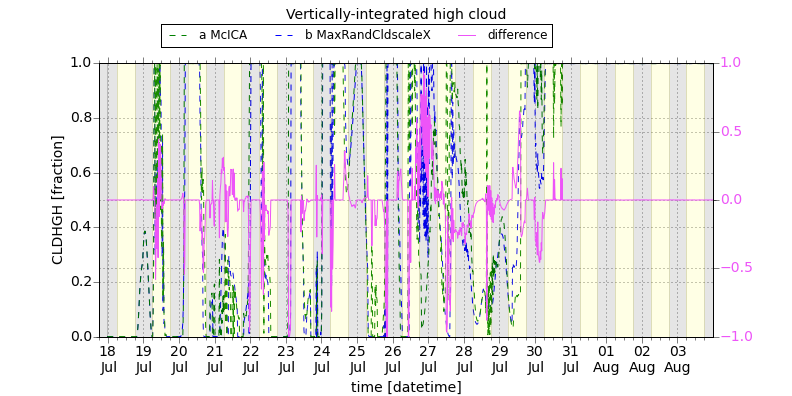 Vertically-integrated high cloud
a McICA b MaxRandCldscaleX difference
CLDHGH [fraction]
1.0
0.8
0.6
0.4
0.2
0.0
1.0
0.5
0.0
−0.5
−1.0
18 19 20 21 22 23 24 25 26 27 28 29 30 31 01 02 03
Jul Jul Jul Jul Jul Jul Jul Jul Jul Jul Jul Jul Jul Jul Aug Aug Aug
time [datetime]